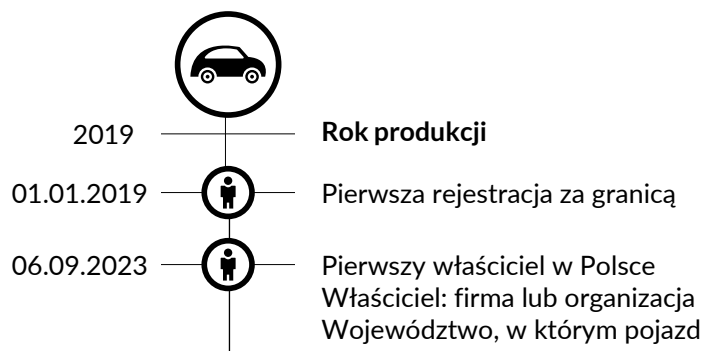 2019 Rok produkcji
01.01.2019 Pierwsza rejestracja za granicą
06.09.2023 Pierwszy właściciel w Polsce
Właściciel: firma lub organizacja
Województwo, w którym pojazd